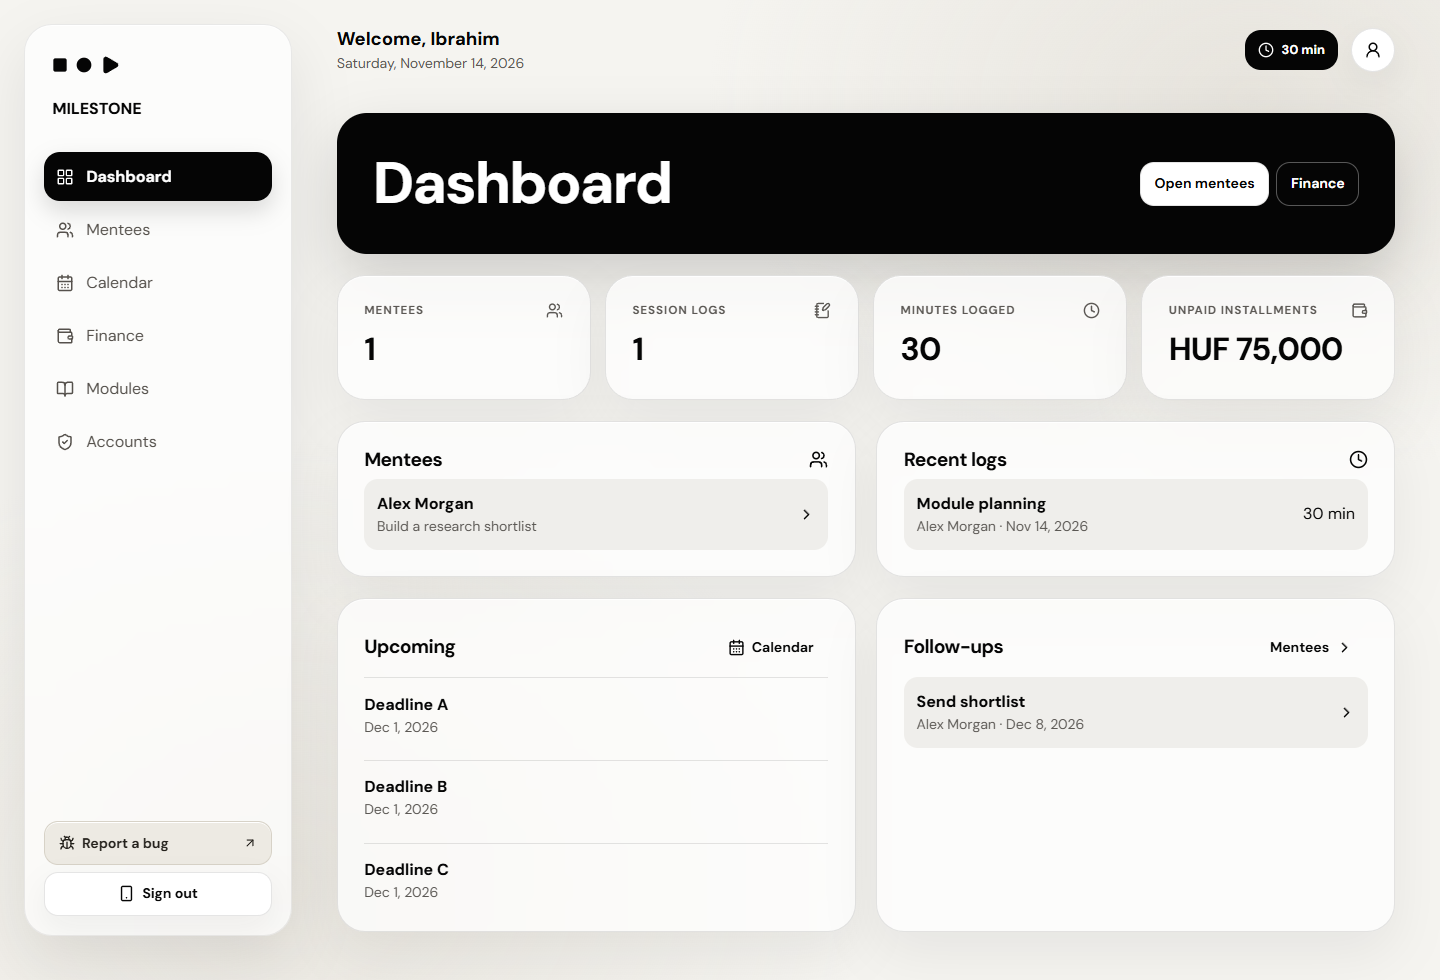 MILESTONE
Dashboard
Mentees
Calendar
Finance
Modules
Accounts
Report a bug
Sign out
Welcome, Ibrahim
Saturday, November 14, 2026
30 min
Dashboard
Open mentees
Finance
MENTEES
1
SESSION LOGS
1
MINUTES LOGGED
30
UNPAID INSTALLMENTS
HUF 75,000
Mentees
Alex Morgan
Build a research shortlist
Recent logs
Module planning
Alex Morgan · Nov 14, 2026
30 min
Upcoming
Calendar
Deadline A
Dec 1, 2026
Deadline B
Dec 1, 2026
Deadline C
Dec 1, 2026
Follow-ups
Mentees
Send shortlist
Alex Morgan · Dec 8, 2026